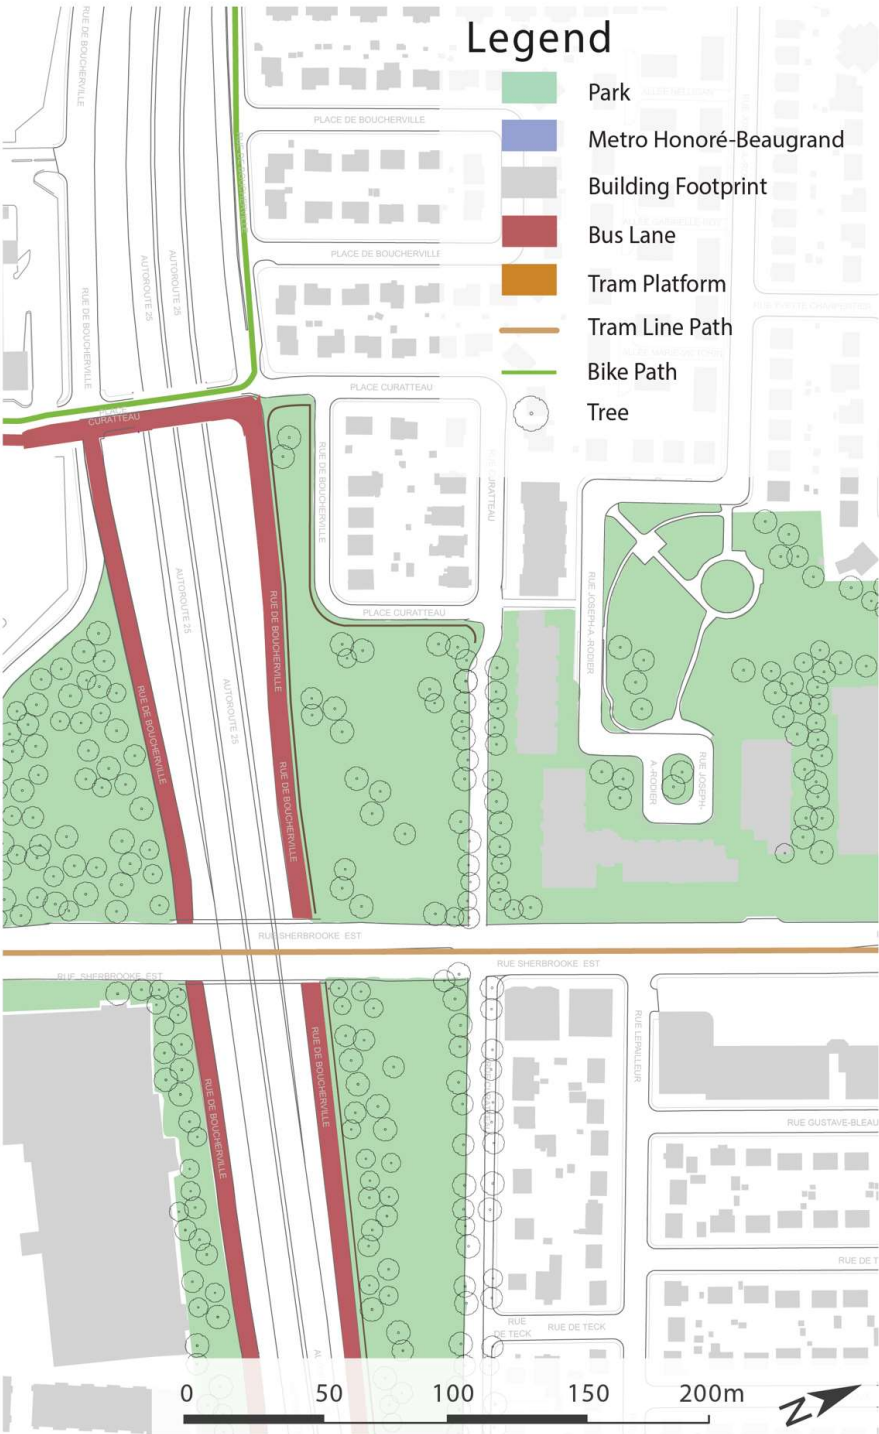 Legend
Park
Metro Honoré-Beaugrand
Building Footprint
Bus Lane
Tram Platform
Tram Line Path
Bike Path
Tree
RUE DE BOUCHERVILLE
PLACE DE BOUCHERVILLE
PLACE DE BOUCHERVILLE
AUTOROUTE 25
AUTOROUTE 25
RUE DE BOUCHERVILLE
PLACE CURATTEAU
PLACE
CURATTEAU
RUE DE BOUCHERVILLE
RUE CURATTEAU
AUTOROUTE 25
RUE DE BOUCHERVILLE
RUE JOSEPH-A.-RODIER
PLACE CURATTEAU
AUTOROUTE 25
RUE DE BOUCHERVILLE
RUE DE BOUCHERVILLE
RUE JOSEPH-
A.-RODIER
RUE SHERBROOKE EST
RUE SHERBROOKE EST
RUE SHERBROOKE EST
RUE DE BOUCHERVILLE
RUE DE BOUCHERVILLE
RUE LEPAILLEUR
RUE GUSTAVE-BLEAU
RUE DE T
RUE
DE TECK
RUE DE TECK
0
50
100
150
200m
N